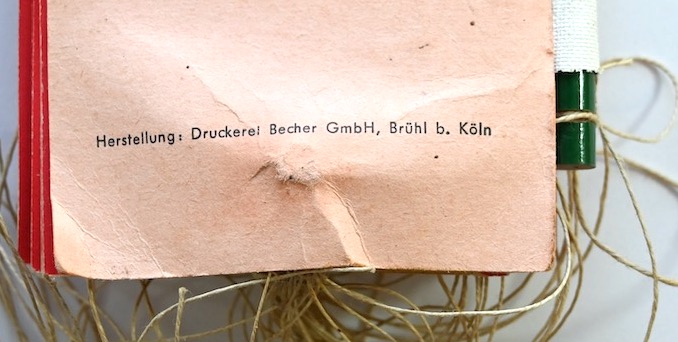 Herstellung: Druckerei Becher GmbH, Brühl b. Köln